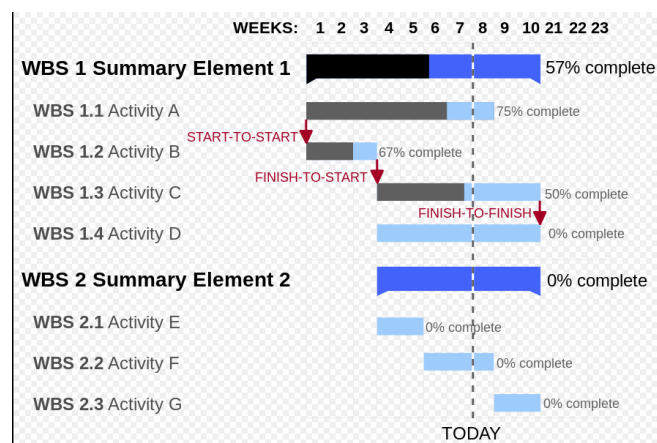 WEEKS: 1 2 3 4 5 6 7 8 9 10 21 22 23
WBS 1 Summary Element 1 57% complete
WBS 1.1 Activity A 75% complete
START-TO-START
WBS 1.2 Activity B 67% complete
FINISH-TO-START
WBS 1.3 Activity C 50% complete
FINISH-TO-FINISH
WBS 1.4 Activity D 0% complete
WBS 2 Summary Element 2 0% complete
WBS 2.1 Activity E 0% complete
WBS 2.2 Activity F 0% complete
WBS 2.3 Activity G 0% complete
TODAY